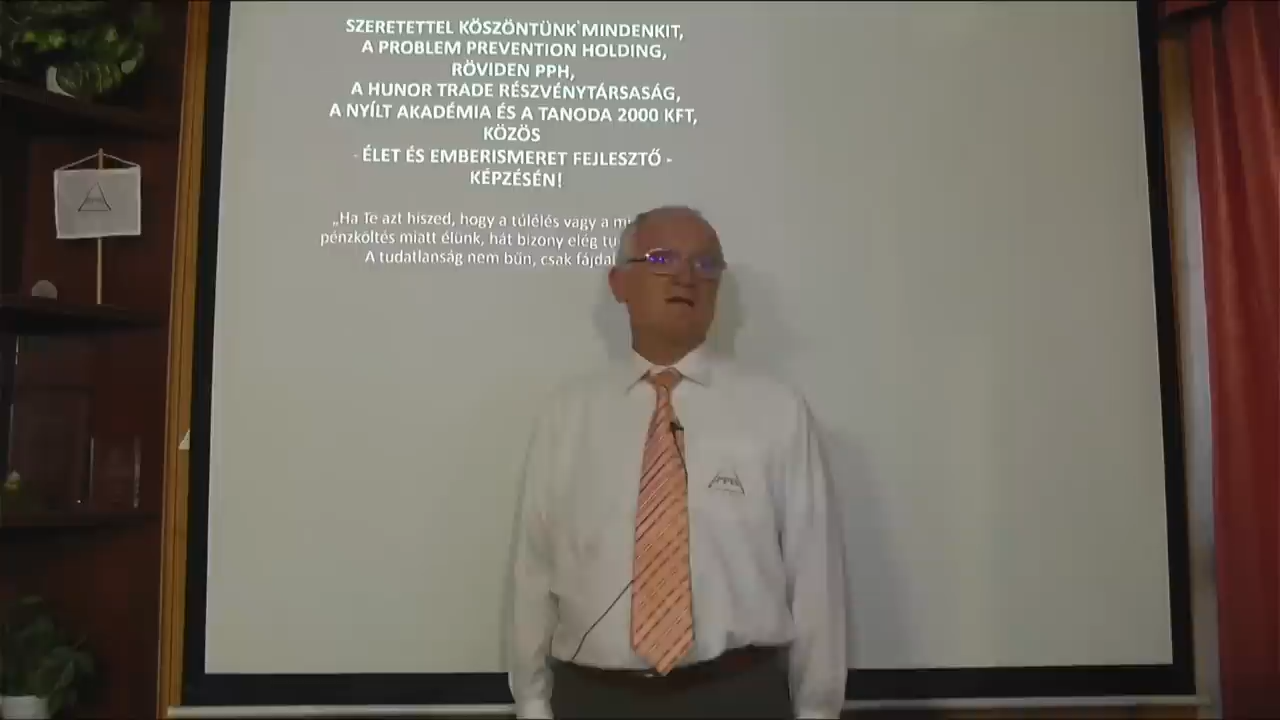 SZERETETTEL KÖSZÖNTÜNK MINDENKIT,
A PROBLEM PREVENTION HOLDING,
RÖVIDEN PPH,
A HUNOR TRADE RÉSZVÉNYTÁRSASÁG,
A NYÍLT AKADÉMIA ÉS A TANODA 2000 KFT,
KÖZÖS
- ÉLET ÉS EMBERISMERET FEJLESZTŐ -
KÉPZÉSÉN!
„Ha Te azt hiszed, hogy a túlélés vagy a
pénzköltés miatt élünk, hát bizony elég
A tudatlanság nem bűn, csak